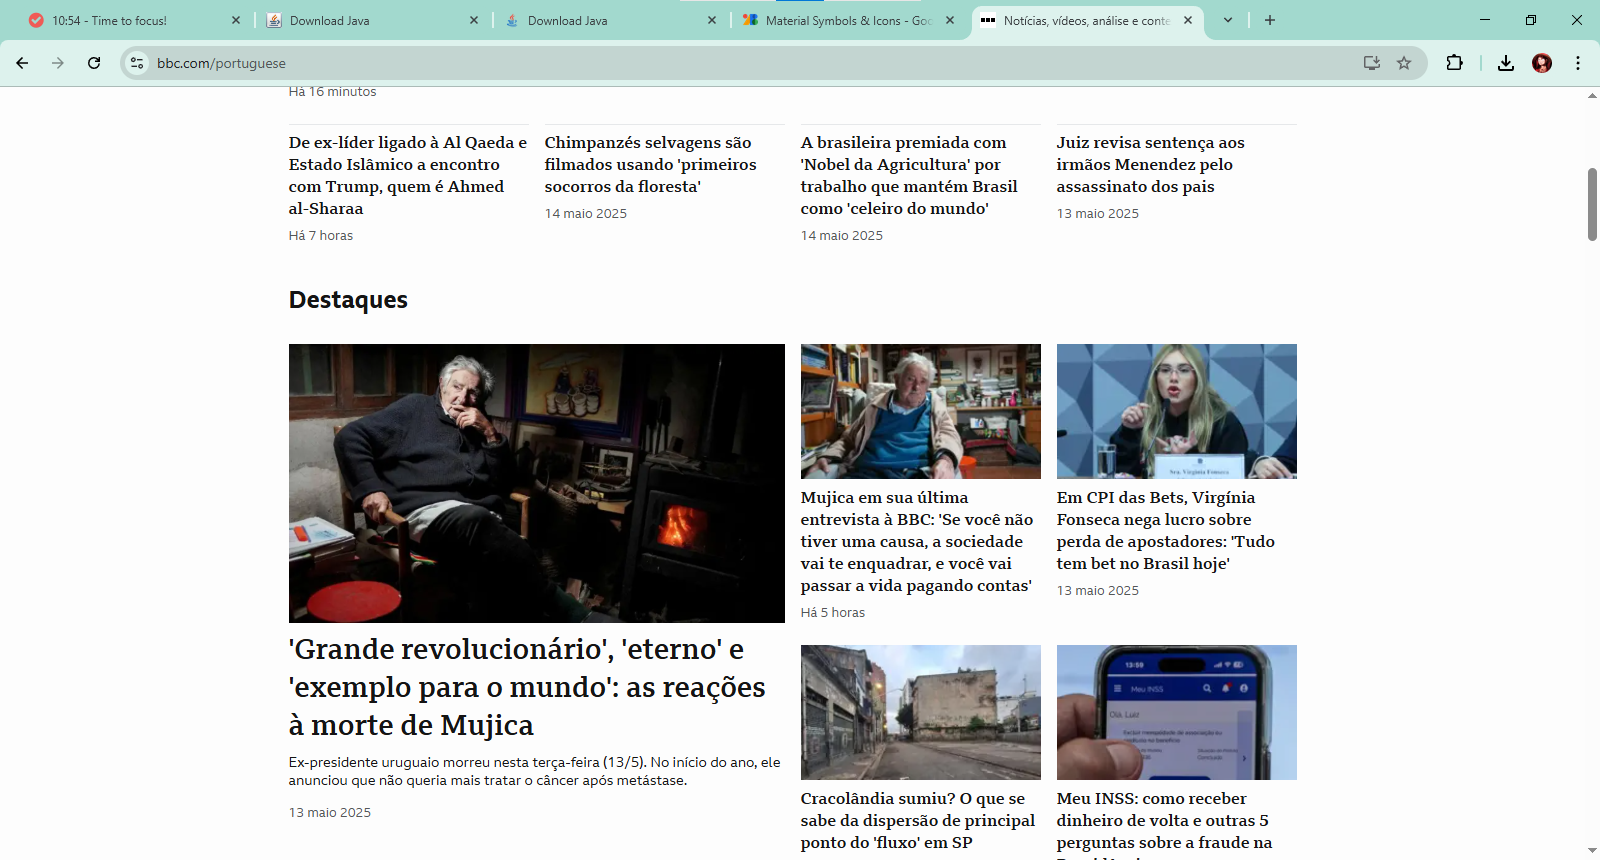 10:54 - Time to focus!
Download Java
Download Java
Material Symbols & Icons - Goo
Notícias, vídeos, análise e conte
bbc.com/portuguese
Há 16 minutos
De ex-líder ligado à Al Qaeda e
Estado Islâmico a encontro
com Trump, quem é Ahmed
al-Sharaa
Há 7 horas
Chimpanzés selvagens são
filmados usando 'primeiros
socorros da floresta'
14 maio 2025
A brasileira premiada com
'Nobel da Agricultura' por
trabalho que mantém Brasil
como 'celeiro do mundo'
14 maio 2025
Juiz revisa sentença aos
irmãos Menendez pelo
assassinato dos pais
13 maio 2025
Destaques
'Grande revolucionário', 'eterno' e
'exemplo para o mundo': as reações
à morte de Mujica
Ex-presidente uruguaio morreu nesta terça-feira (13/5). No início do ano, ele
anunciou que não queria mais tratar o câncer após metástase.
13 maio 2025
Mujica em sua última
entrevista à BBC: 'Se você não
tiver uma causa, a sociedade
vai te enquadrar, e você vai
passar a vida pagando contas'
Há 5 horas
Sra. Virginia Fonseca
Em CPI das Bets, Virgínia
Fonseca nega lucro sobre
perda de apostadores: 'Tudo
tem bet no Brasil hoje'
13 maio 2025
Cracolândia sumiu? O que se
sabe da dispersão de principal
ponto do 'fluxo' em SP
13:59
Meu INSS
Olá, Luiz
Meu INSS: como receber
dinheiro de volta e outras 5
perguntas sobre a fraude na